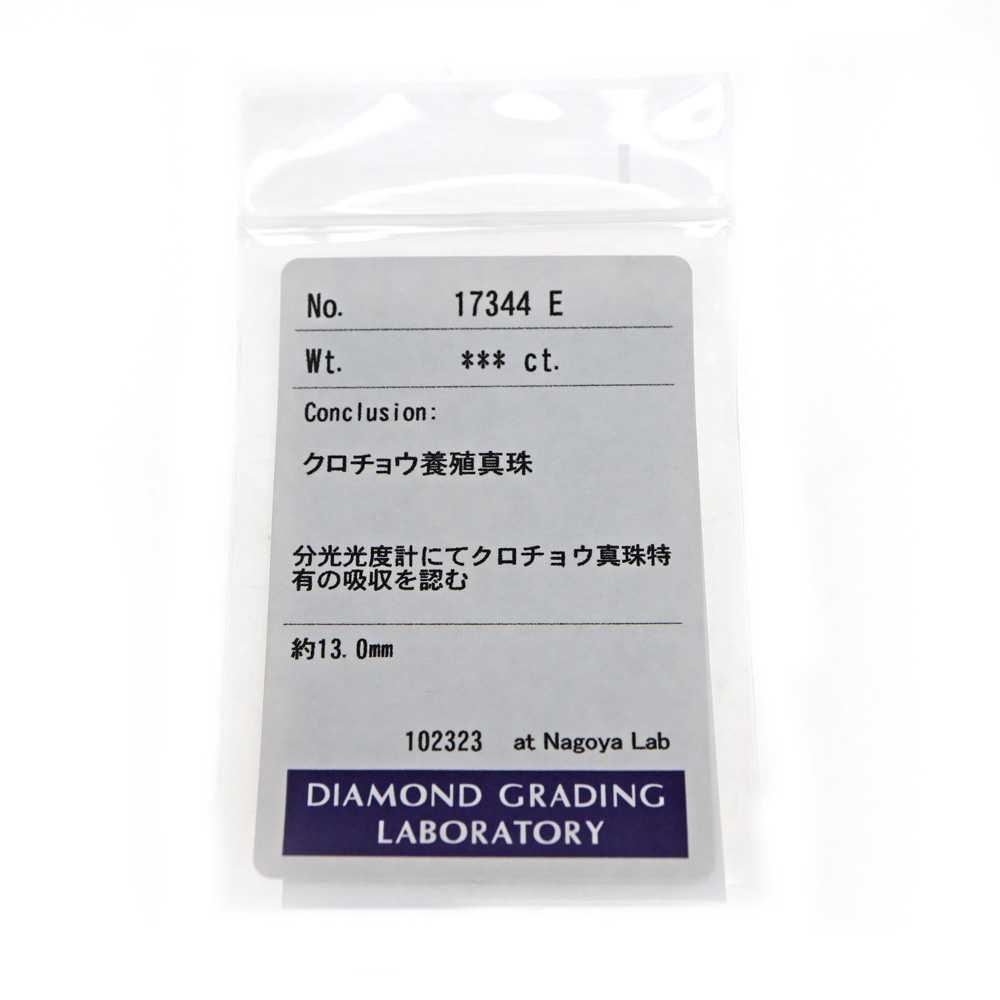 No. 17344 E
Wt. *** ct.
Conclusion:
クロチョウ養殖真珠
分光光度計にてクロチョウ真珠特
有の吸収を認む
約13.0mm
102323 at Nagoya Lab
DIAMOND GRADING
LABORATORY